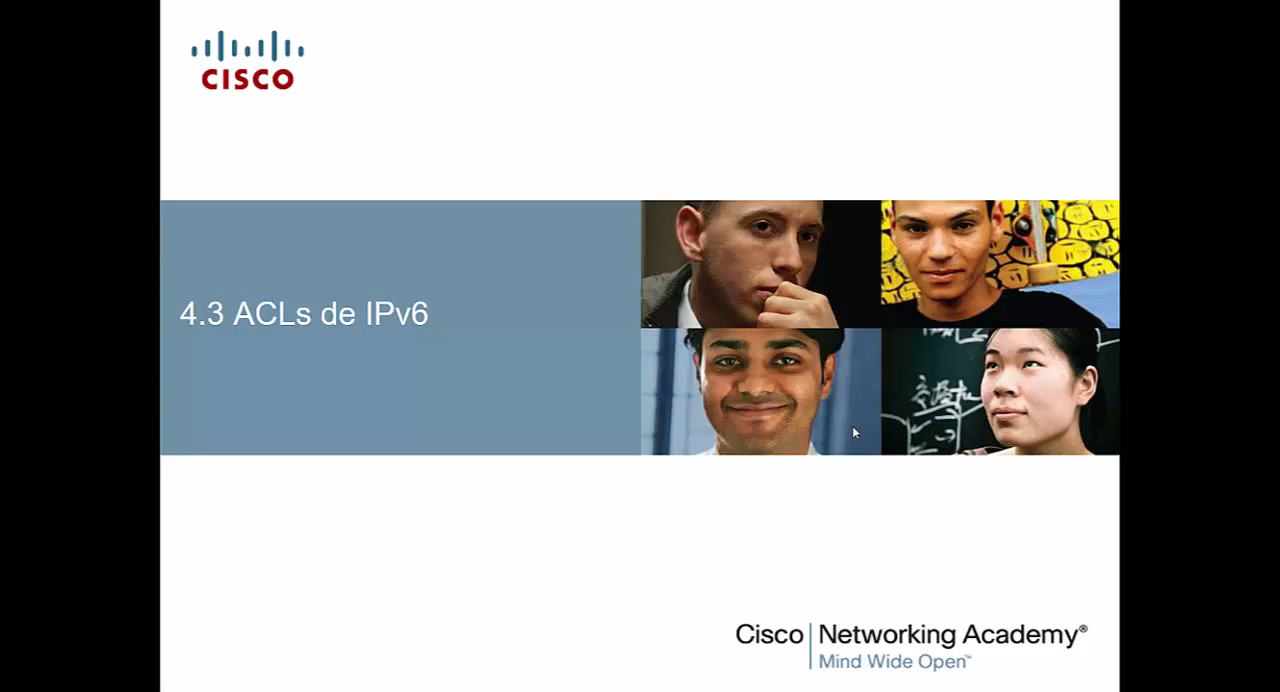 CISCO
4.3 ACLs de IPv6
Cisco Networking Academy®
Mind Wide Open™